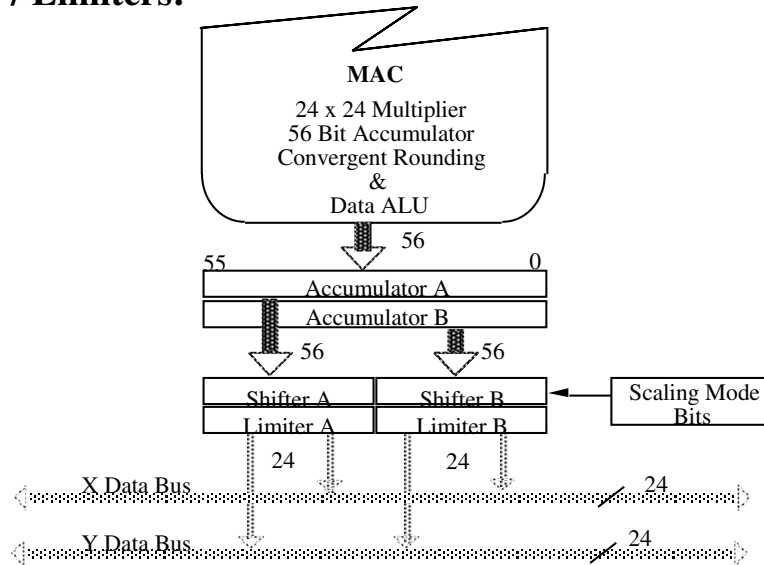 / Limiters.
MAC
24 x 24 Multiplier
56 Bit Accumulator
Convergent Rounding
&
Data ALU
56
55
0
Accumulator A
Accumulator B
56
56
Shifter A
Shifter B
Scaling Mode
Bits
Limiter A
Limiter B
24
24
X Data Bus
24
Y Data Bus
24